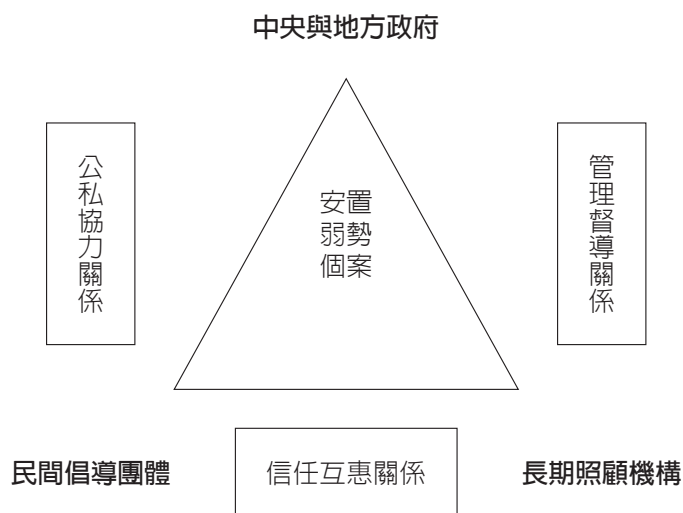 中央與地方政府
公私協力關係
安置
弱勢
個案
管理督導關係
民間倡導團體
信任互惠關係
長期照顧機構